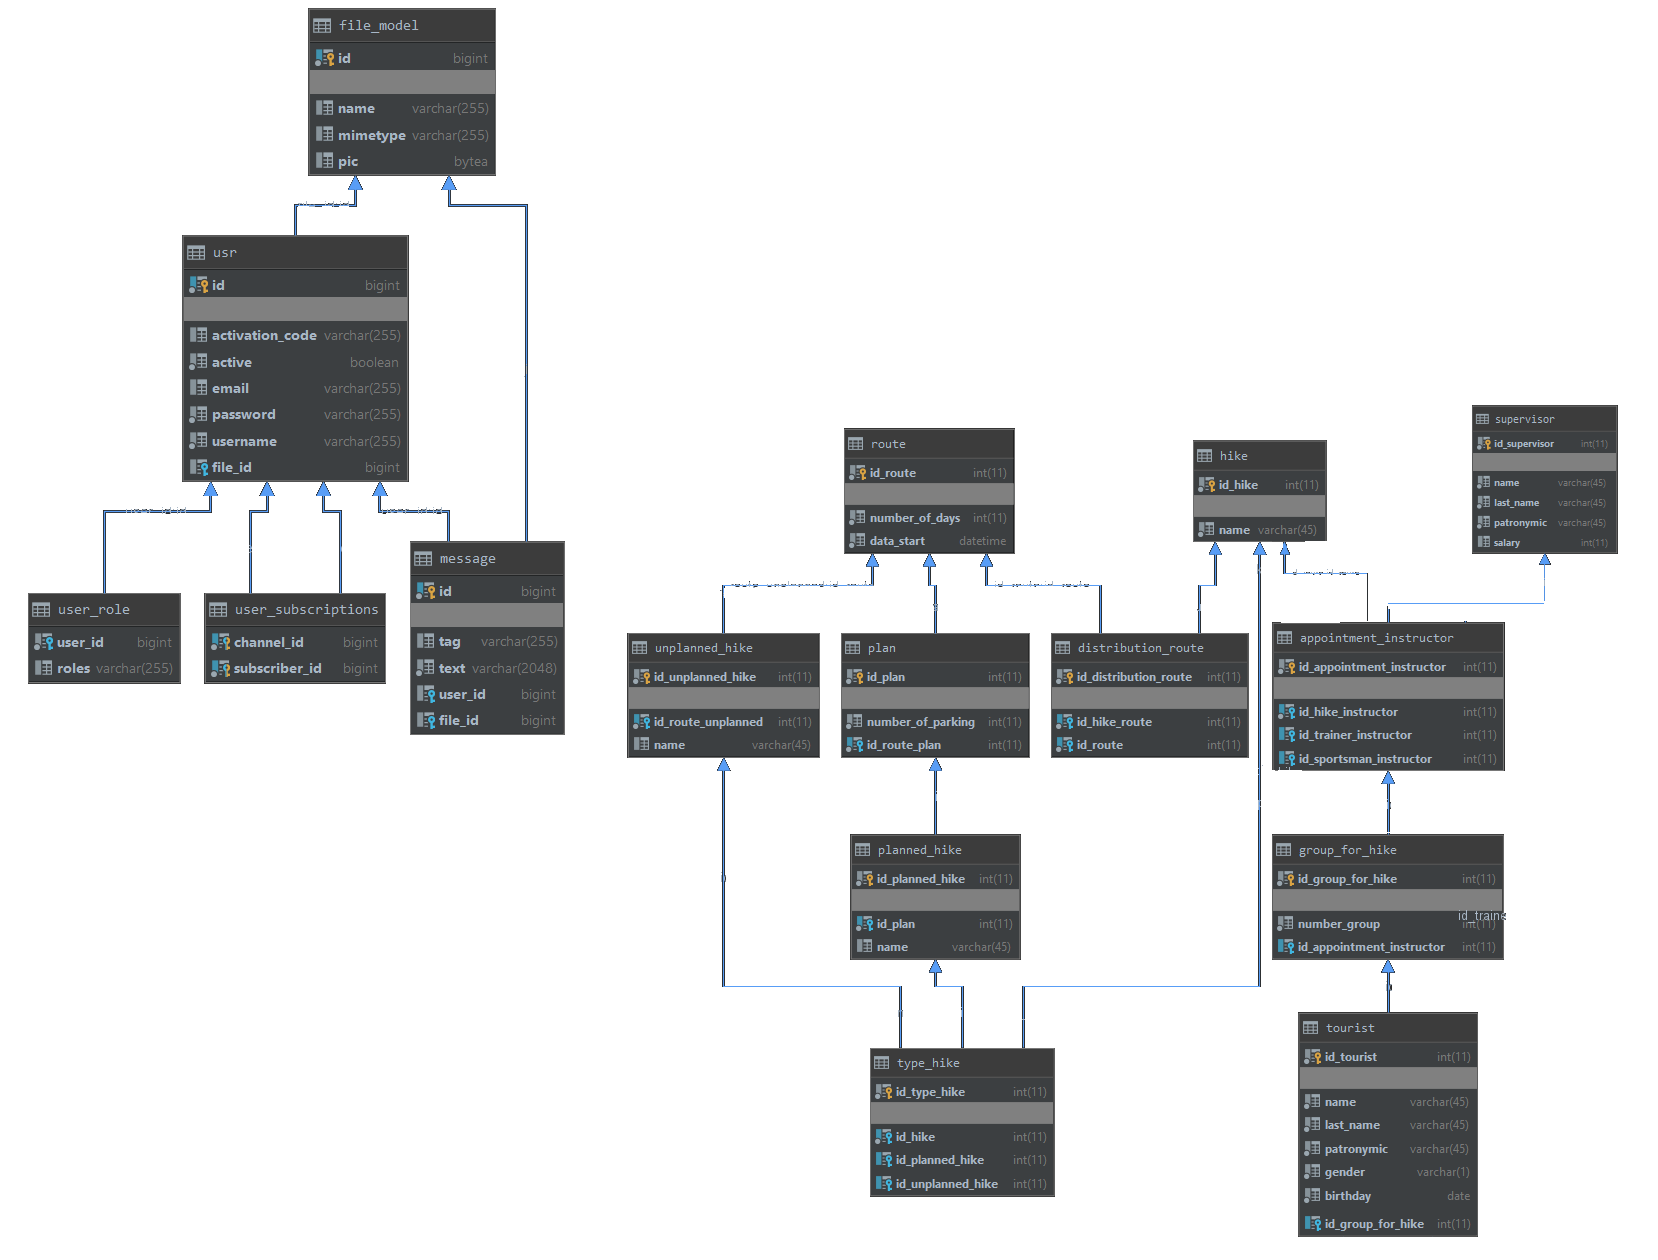 file_model
id bigint
name varchar(255)
mimetype varchar(255)
pic bytea
usr
id bigint
activation_code varchar(255)
active boolean
email varchar(255)
password varchar(255)
username varchar(255)
file_id bigint
user_role
user_id bigint
roles varchar(255)
user_subscriptions
channel_id bigint
subscriber_id bigint
message
id bigint
tag varchar(255)
text varchar(2048)
user_id bigint
file_id bigint
route
id_route int(11)
number_of_days int(11)
data_start datetime
hike
id_hike int(11)
name varchar(45)
supervisor
id_supervisor int(11)
name varchar(45)
last_name varchar(45)
patronymic varchar(45)
salary int(11)
unplanned_hike
id_unplanned_hike int(11)
id_route_unplanned int(11)
name varchar(45)
plan
id_plan int(11)
number_of_parking int(11)
id_route_plan int(11)
distribution_route
id_distribution_route int(11)
id_hike_route int(11)
id_route int(11)
appointment_instructor
id_appointment_instructor int(11)
id_hike_instructor int(11)
id_trainer_instructor int(11)
id_sportsman_instructor int(11)
planned_hike
id_planned_hike int(11)
id_plan int(11)
name varchar(45)
group_for_hike
id_group_for_hike int(11)
id_traine
number_group int(11)
id_appointment_instructor int(11)
type_hike
id_type_hike int(11)
id_hike int(11)
id_planned_hike int(11)
id_unplanned_hike int(11)
tourist
id_tourist int(11)
name varchar(45)
last_name varchar(45)
patronymic varchar(45)
gender varchar(1)
birthday date
id_group_for_hike int(11)